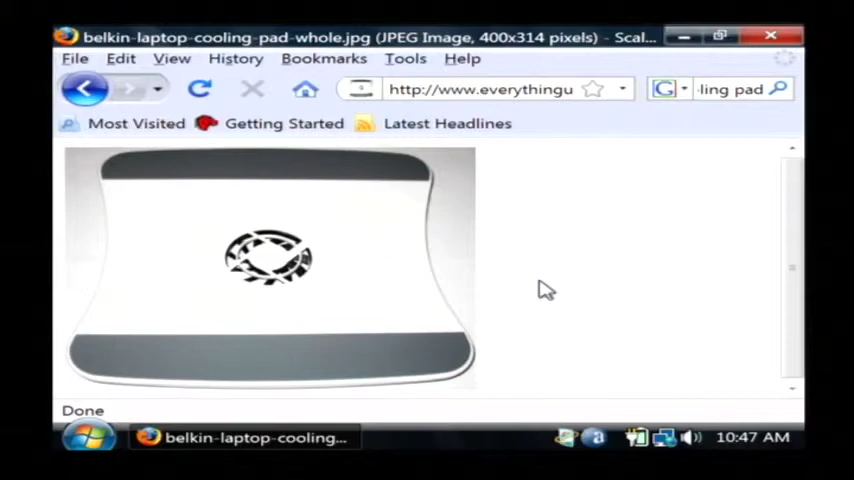 belkin-laptop-cooling-pad-whole.jpg (JPEG Image, 400x314 pixels) - Scal...
File Edit View History Bookmarks Tools Help
http://www.everythingu
G ling pad
Most Visited Getting Started Latest Headlines
Done
belkin-laptop-cooling...
a
10:47 AM